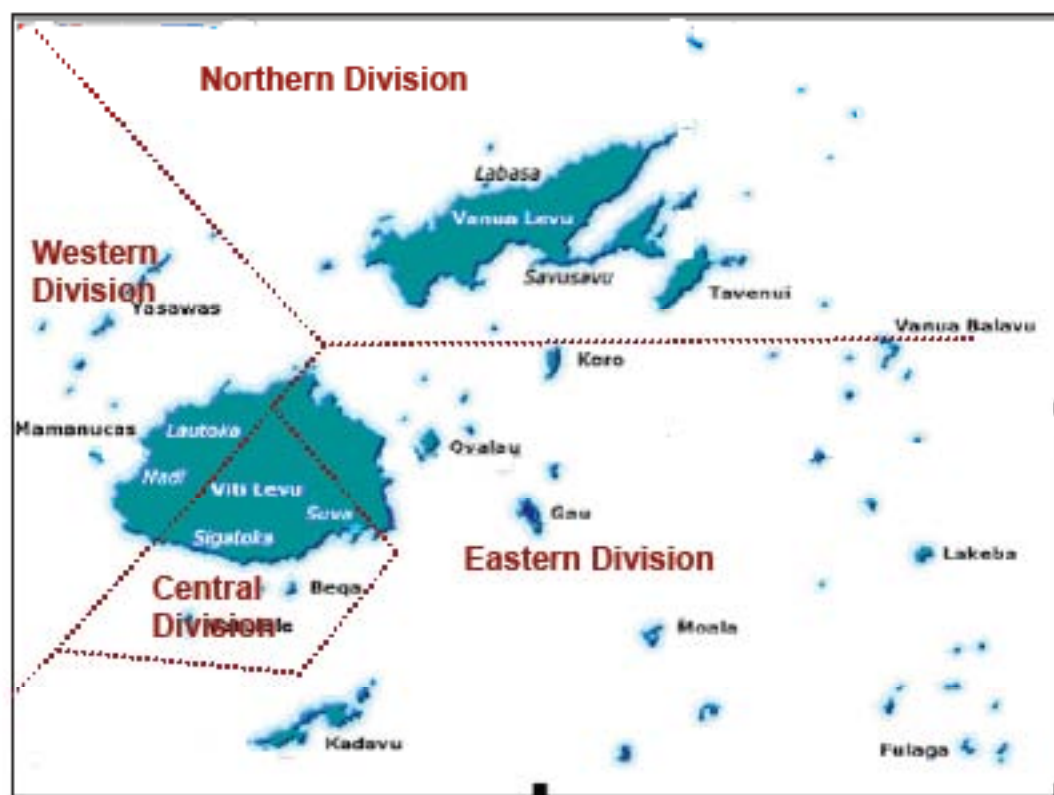 Northern Division
Labasa
Vanua Levu
Western
Division
Savusavu
Yasawas
Tavenui
Vanua Balavu
Koro
Mamanucas
Lautoka
Ovalau
Nadi
Viti Levu
Suva
Gau
Sigatoka
Eastern Division
Lakeba
Central
Beqa
Division
Moala
Kadavu
Fulaga